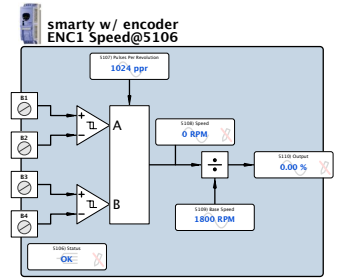 smarty w/ encoder
ENC1 Speed@5106
5107) Pulses Per Revolution
1024 ppr
B1
+
A
5108) Speed
0 RPM
B2
−
÷
5110) Output
0.00 %
B3
+
B
B4
−
5109) Base Speed
1800 RPM
5106) Status
OK